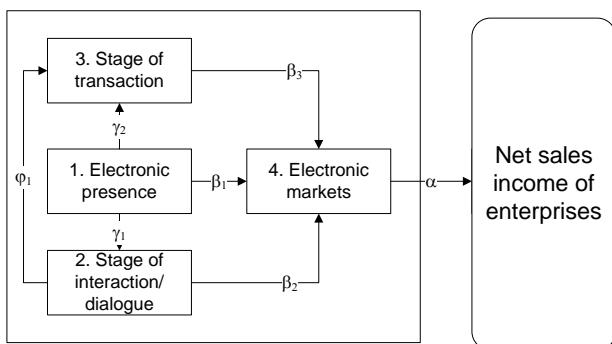 3. Stage of
transaction
β3
γ2
φ1
1. Electronic
presence
β1
4. Electronic
markets
α
Net sales
income of
enterprises
γ1
2. Stage of
interaction/
dialogue
β2